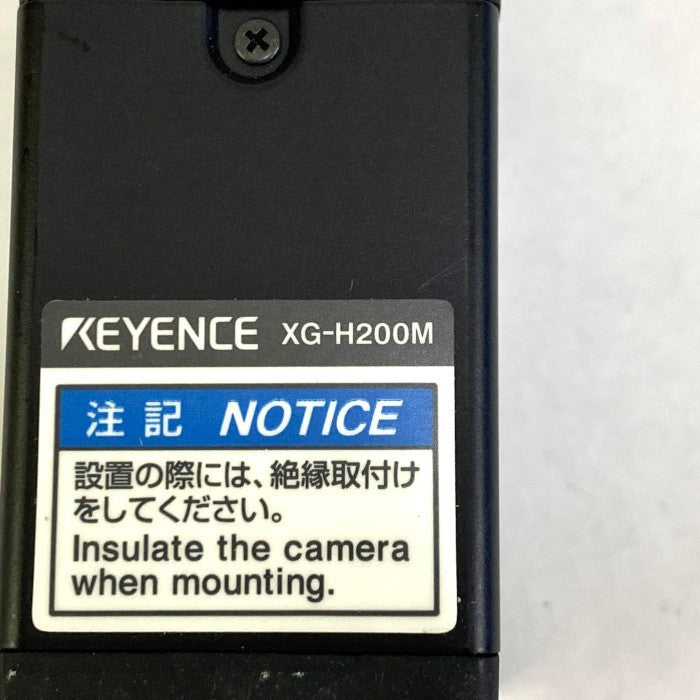 KEYENCE XG-H200M
注記 NOTICE
設置の際には、絶縁取付け
をしてください。
Insulate the camera
when mounting.